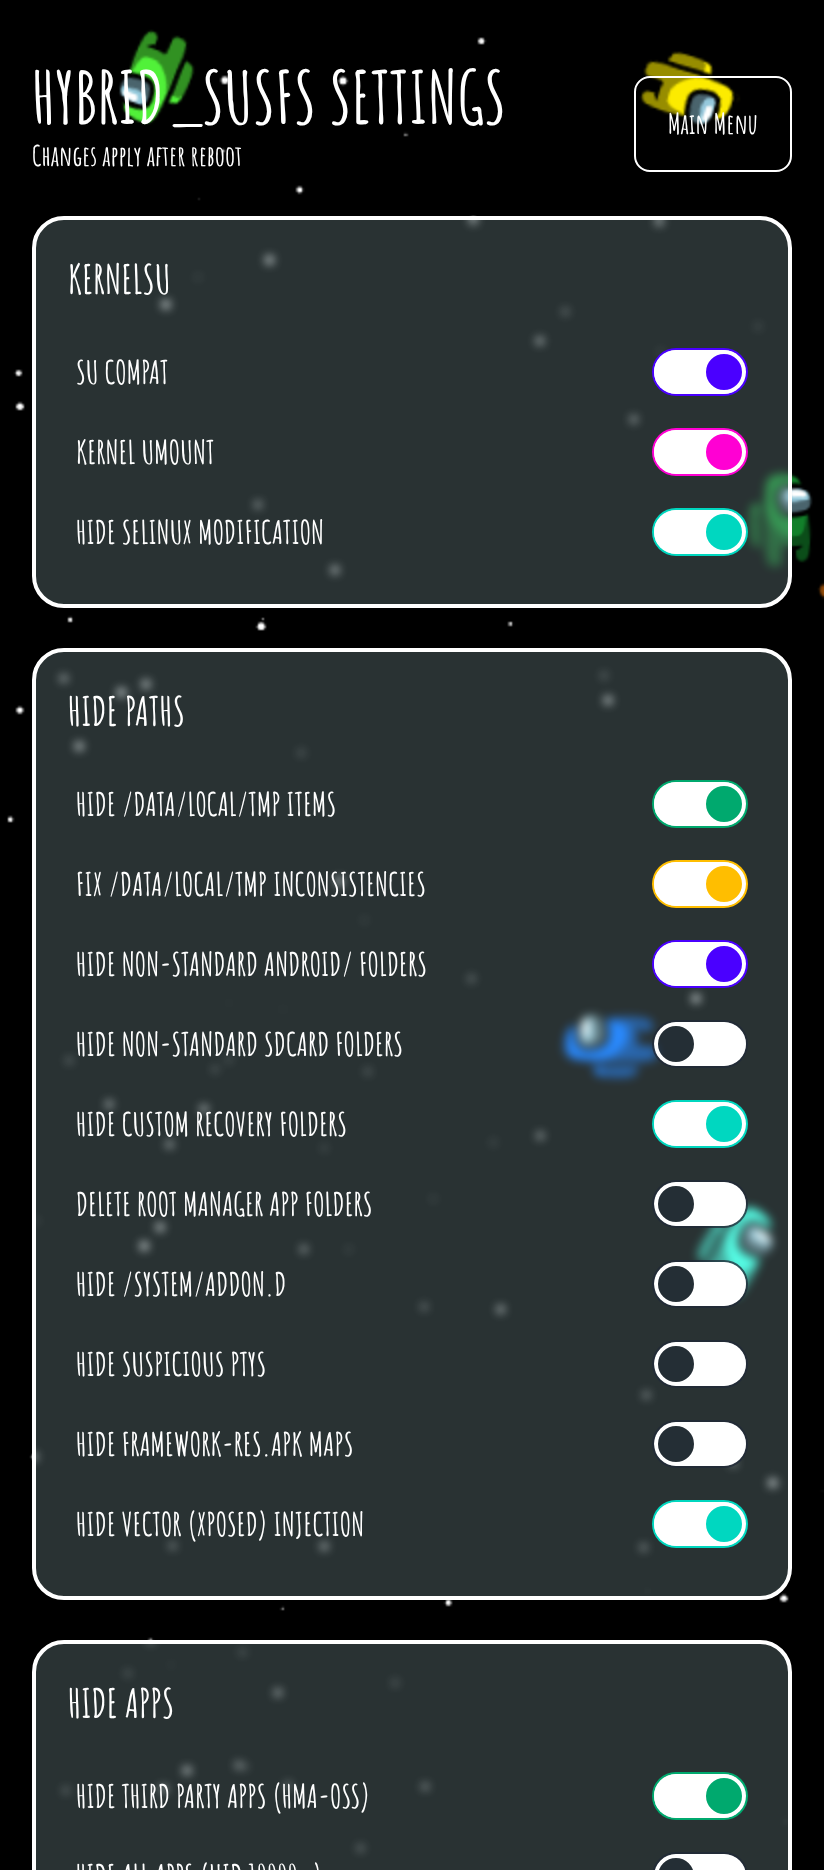 HYBRID_SUSFS SETTINGS
CHANGES APPLY AFTER REBOOT
MAIN MENU
KERNELSU
SU COMPAT
KERNEL UMOUNT
HIDE SELINUX MODIFICATION
HIDE PATHS
HIDE /DATA/LOCAL/TMP ITEMS
FIX /DATA/LOCAL/TMP INCONSISTENCIES
HIDE NON-STANDARD ANDROID/ FOLDERS
HIDE NON-STANDARD SDCARD FOLDERS
HIDE CUSTOM RECOVERY FOLDERS
DELETE ROOT MANAGER APP FOLDERS
HIDE /SYSTEM/ADDON.D
HIDE SUSPICIOUS PTYS
HIDE FRAMEWORK-RES.APK MAPS
HIDE VECTOR (XPOSED) INJECTION
HIDE APPS
HIDE THIRD PARTY APPS (HMA-OSS)
HIDE ALL APPS